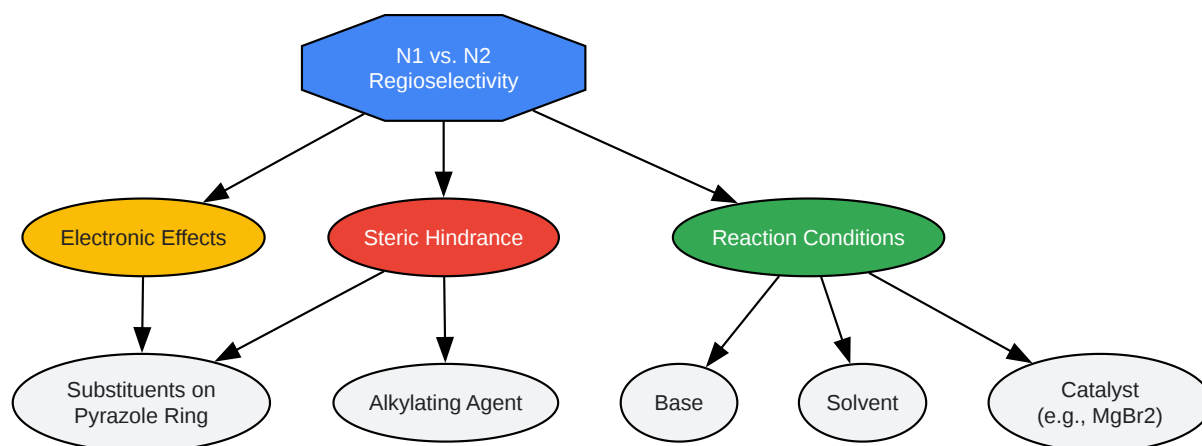 N1 vs. N2
Regioselectivity
Electronic Effects
Steric Hindrance
Reaction Conditions
Substituents on
Pyrazole Ring
Alkylating Agent
Base
Solvent
Catalyst
(e.g., MgBr2)